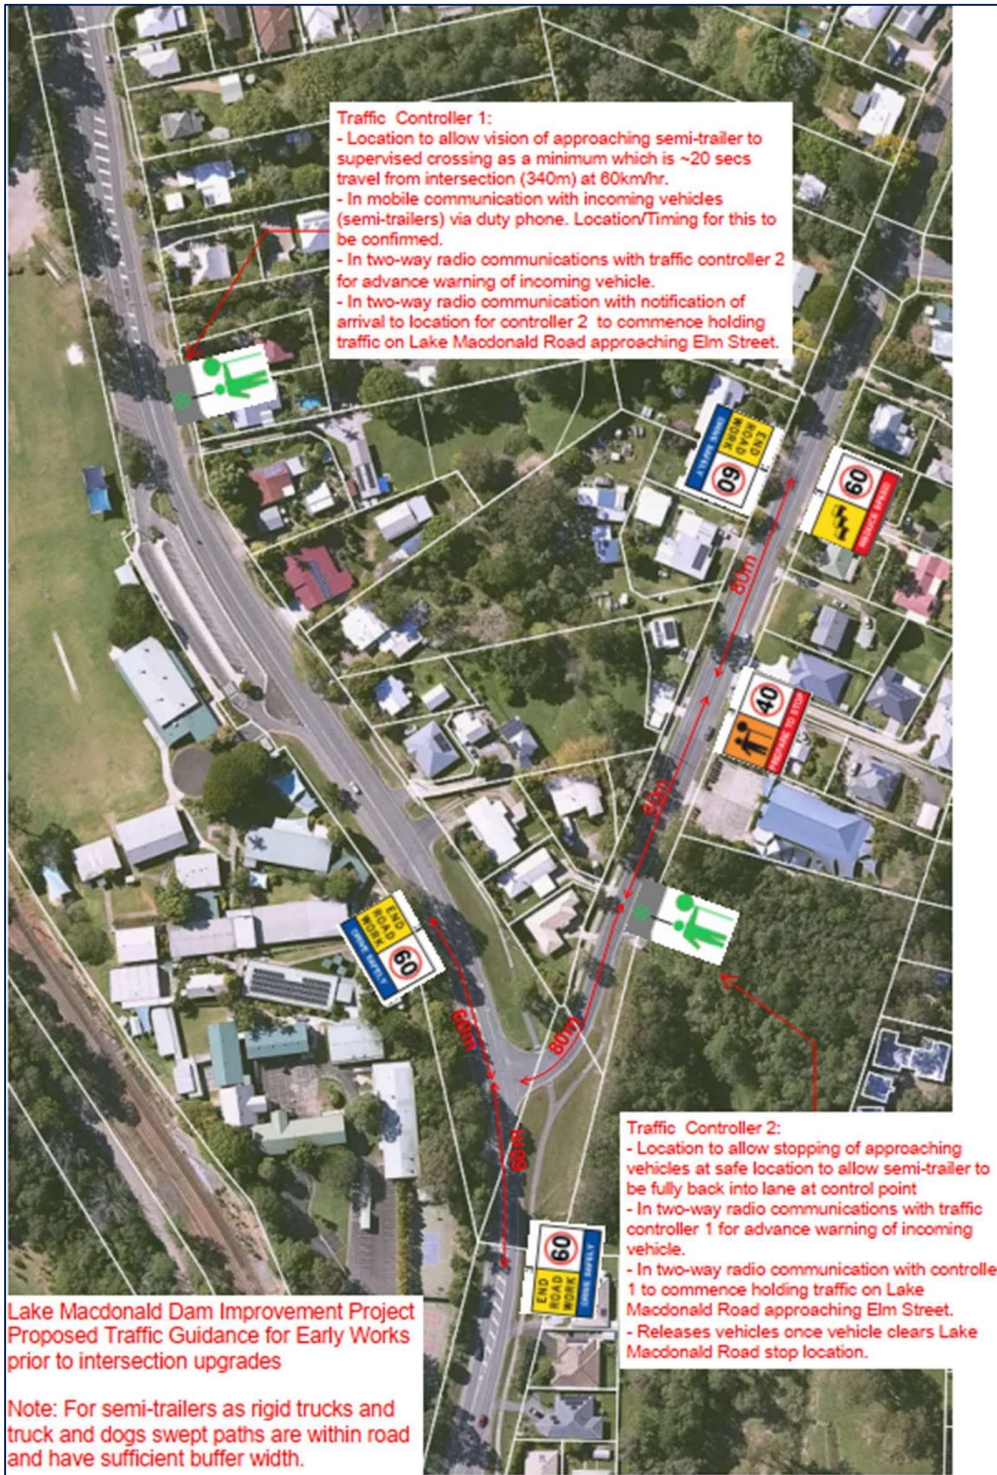 Traffic Controller 1:
- Location to allow vision of approaching semi-trailer to
supervised crossing as a minimum which is ~20 secs
travel from intersection (340m) at 60km/hr.
- In mobile communication with incoming vehicles
(semi-trailers) via duty phone. Location/Timing for this to
be confirmed.
- In two-way radio communications with traffic controller 2
for advance warning of incoming vehicle.
- In two-way radio communication with notification of
arrival to location for controller 2 to commence holding
traffic on Lake Macdonald Road approaching Elm Street.
END
ROAD
WORK
60
DRIVE SAFELY
60
80m
40
PREPARE TO STOP
80m
END
ROAD
WORK
60
DRIVE SAFELY
60m
80m
60m
60
END
ROAD
WORK
DRIVE SAFELY
Traffic Controller 2:
- Location to allow stopping of approaching
vehicles at safe location to allow semi-trailer to
be fully back into lane at control point
- In two-way radio communications with traffic
controller 1 for advance warning of incoming
vehicle.
- In two-way radio communication with controlle
1 to commence holding traffic on Lake
Macdonald Road approaching Elm Street.
- Releases vehicles once vehicle clears Lake
Macdonald Road stop location.
Lake Macdonald Dam Improvement Project
Proposed Traffic Guidance for Early Works
prior to intersection upgrades
Note: For semi-trailers as rigid trucks and
truck and dogs swept paths are within road
and have sufficient buffer width.